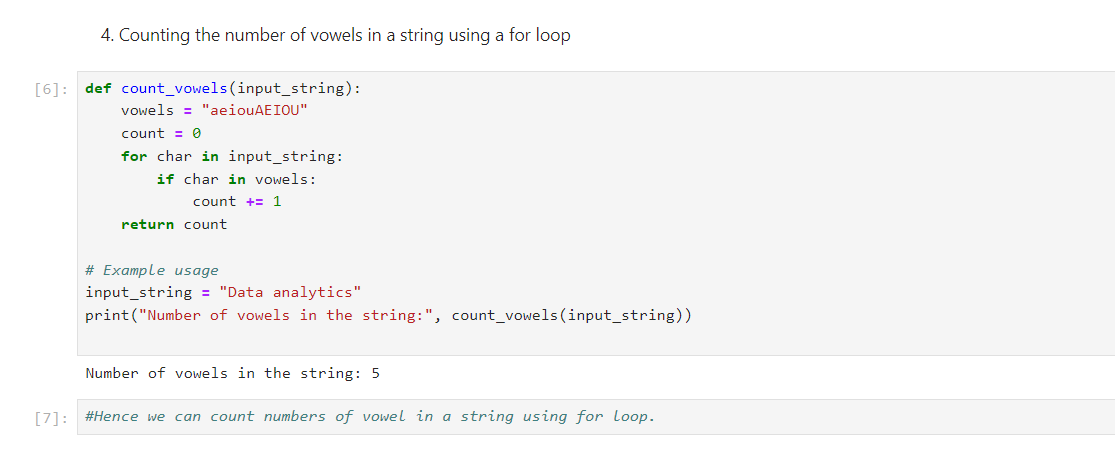 4. Counting the number of vowels in a string using a for loop
[6]: def count_vowels(input_string):
    vowels = "aeiouAEIOU"
    count = 0
    for char in input_string:
        if char in vowels:
            count += 1
    return count
# Example usage
input_string = "Data analytics"
print("Number of vowels in the string:", count_vowels(input_string))
Number of vowels in the string: 5
[7]: #Hence we can count numbers of vowel in a string using for loop.